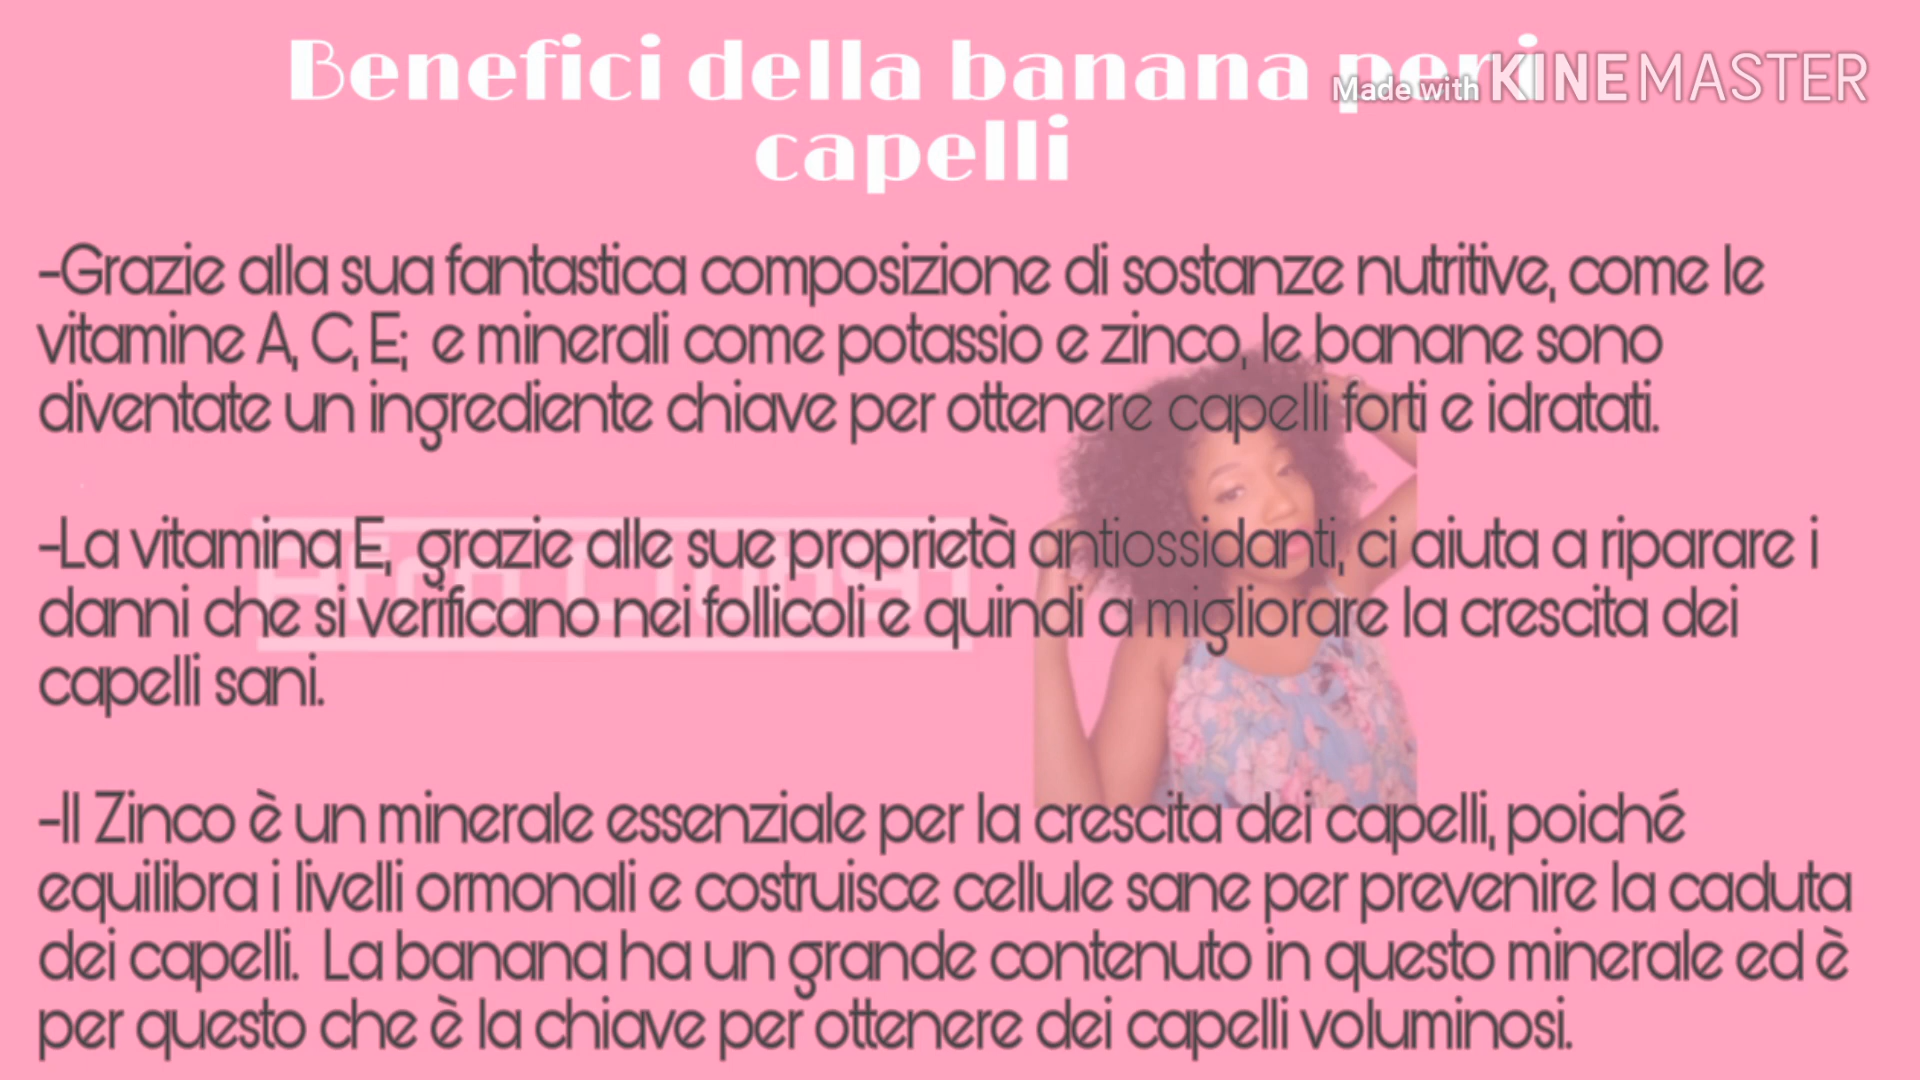 Benefici della banana per i
Made with KINEMASTER
capelli
-Grazie alla sua fantastica composizione di sostanze nutritive, come le
vitamine A, C, E;  e minerali come potassio e zinco, le banane sono
diventate un ingrediente chiave per ottenere capelli forti e idratati.
-La vitamina E, grazie alle sue proprietà antiossidanti, ci aiuta a riparare i
danni che si verificano nei follicoli e quindi a migliorare la crescita dei
capelli sani.
-Il Zinco è un minerale essenziale per la crescita dei capelli, poiché
equilibra i livelli ormonali e costruisce cellule sane per prevenire la caduta
dei capelli.  La banana ha un grande contenuto in questo minerale ed è
per questo che è la chiave per ottenere dei capelli voluminosi.